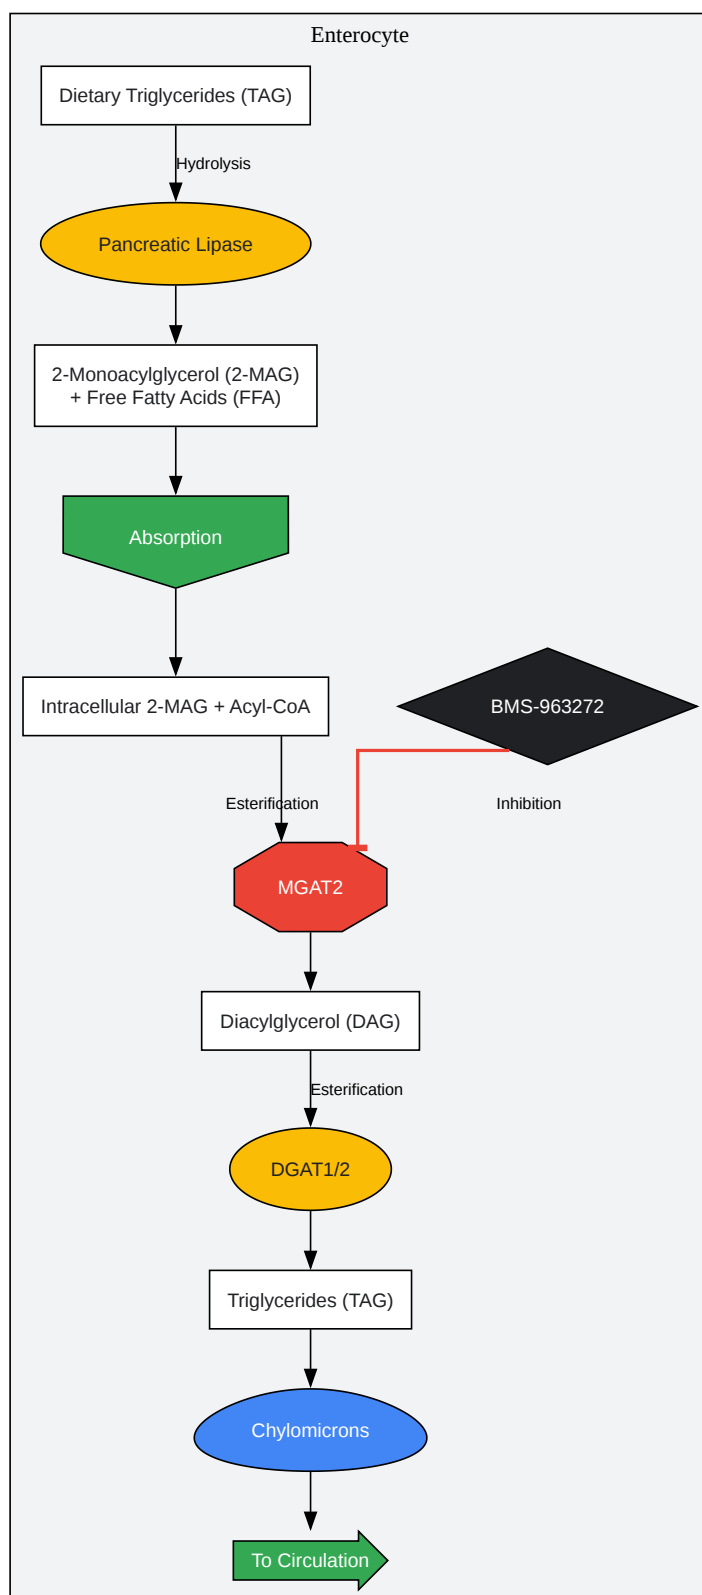 Enterocyte
Dietary Triglycerides (TAG)
Hydrolysis
Pancreatic Lipase
2-Monoacylglycerol (2-MAG)
+ Free Fatty Acids (FFA)
Absorption
Intracellular 2-MAG + Acyl-CoA
BMS-963272
Esterification
Inhibition
MGAT2
Diacylglycerol (DAG)
Esterification
DGAT1/2
Triglycerides (TAG)
Chylomicrons
To Circulation